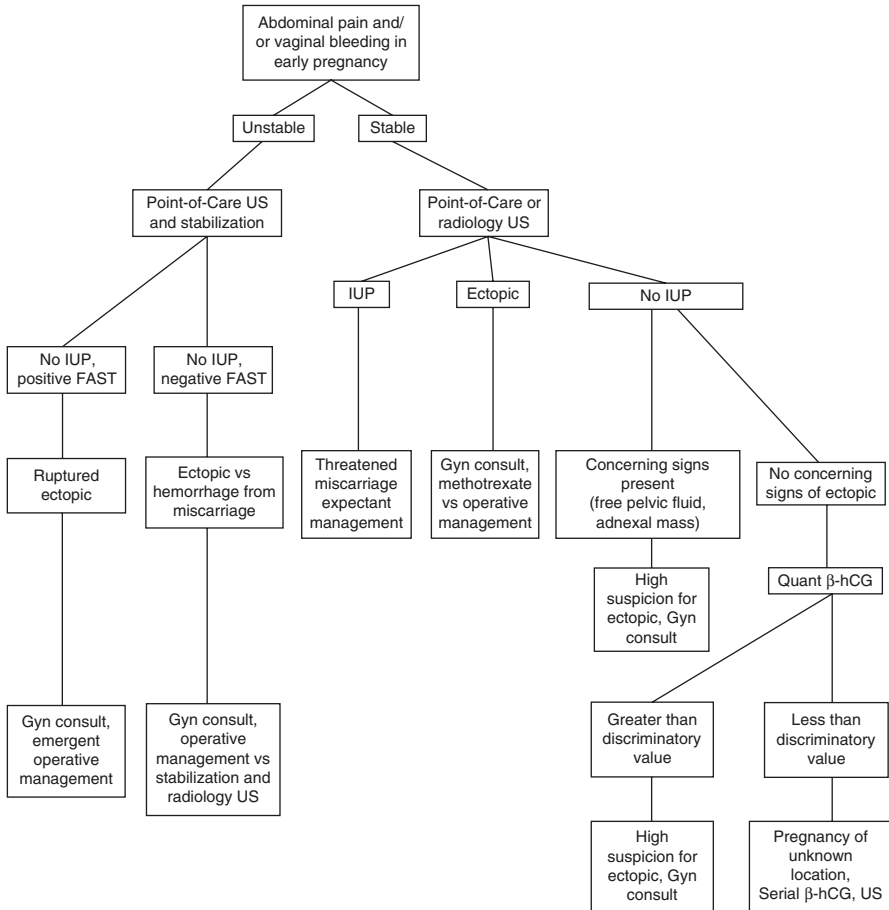 Abdominal pain and/
or vaginal bleeding in
early pregnancy
Unstable
Stable
Point-of-Care US
and stabilization
Point-of-Care or
radiology US
IUP
Ectopic
No IUP
No IUP,
positive FAST
No IUP,
negative FAST
Ruptured
ectopic
Ectopic vs
hemorrhage from
miscarriage
Threatened
miscarriage
expectant
management
Gyn consult,
methotrexate
vs operative
management
Concerning signs
present
(free pelvic fluid,
adnexal mass)
No concerning
signs of ectopic
High
suspicion for
ectopic, Gyn
consult
Quant β-hCG
Gyn consult,
emergent
operative
management
Gyn consult,
operative
management vs
stabilization and
radiology US
Greater than
discriminatory
value
Less than
discriminatory
value
High
suspicion for
ectopic, Gyn
consult
Pregnancy of
unknown
location,
Serial β-hCG, US